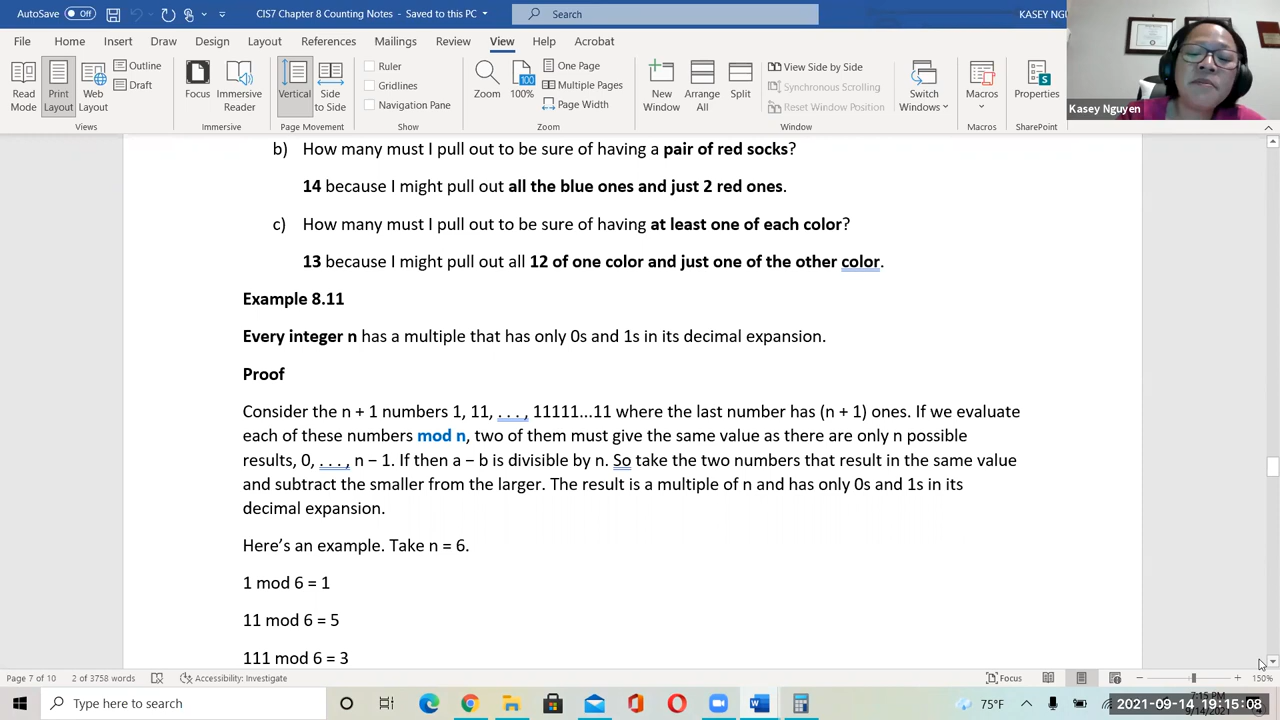 AutoSave Off CIS7 Chapter 8 Counting Notes - Saved to this PC Search KASEY NG
File Home Insert Draw Design Layout References Mailings Review View Help Acrobat
Read Mode Print Layout Web Layout Outline Draft Focus Immersive Reader Vertical Side to Side Ruler Gridlines Navigation Pane Zoom 100 100% One Page Multiple Pages Page Width New Window Arrange All Split View Side by Side Synchronous Scrolling Reset Window Position Switch Windows Macros Properties
Kasey Nguyen
Views Immersive Page Movement Show Zoom Window Macros SharePoint
b) How many must I pull out to be sure of having a pair of red socks?
14 because I might pull out all the blue ones and just 2 red ones.
c) How many must I pull out to be sure of having at least one of each color?
13 because I might pull out all 12 of one color and just one of the other color.
Example 8.11
Every integer n has a multiple that has only 0s and 1s in its decimal expansion.
Proof
Consider the n + 1 numbers 1, 11, . . . , 11111...11 where the last number has (n + 1) ones. If we evaluate
each of these numbers mod n, two of them must give the same value as there are only n possible
results, 0, . . . , n − 1. If then a − b is divisible by n. So take the two numbers that result in the same value
and subtract the smaller from the larger. The result is a multiple of n and has only 0s and 1s in its
decimal expansion.
Here’s an example. Take n = 6.
1 mod 6 = 1
11 mod 6 = 5
111 mod 6 = 3
Page 7 of 10 2 of 3758 words Accessibility: Investigate Focus 150%
Type here to search 75°F 7:15 PM
2021-09-14 19:15:08